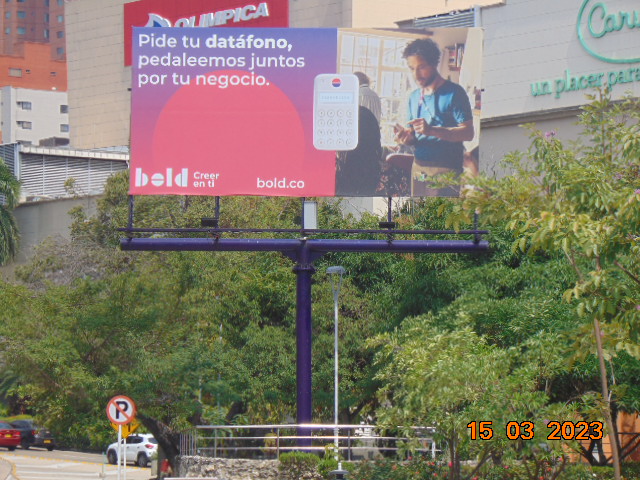 OLIMPICA
Pide tu datáfono,
pedaleemos juntos
por tu negocio.
bold Creer
en ti
bold.co
un placer para
P
15 03 2023